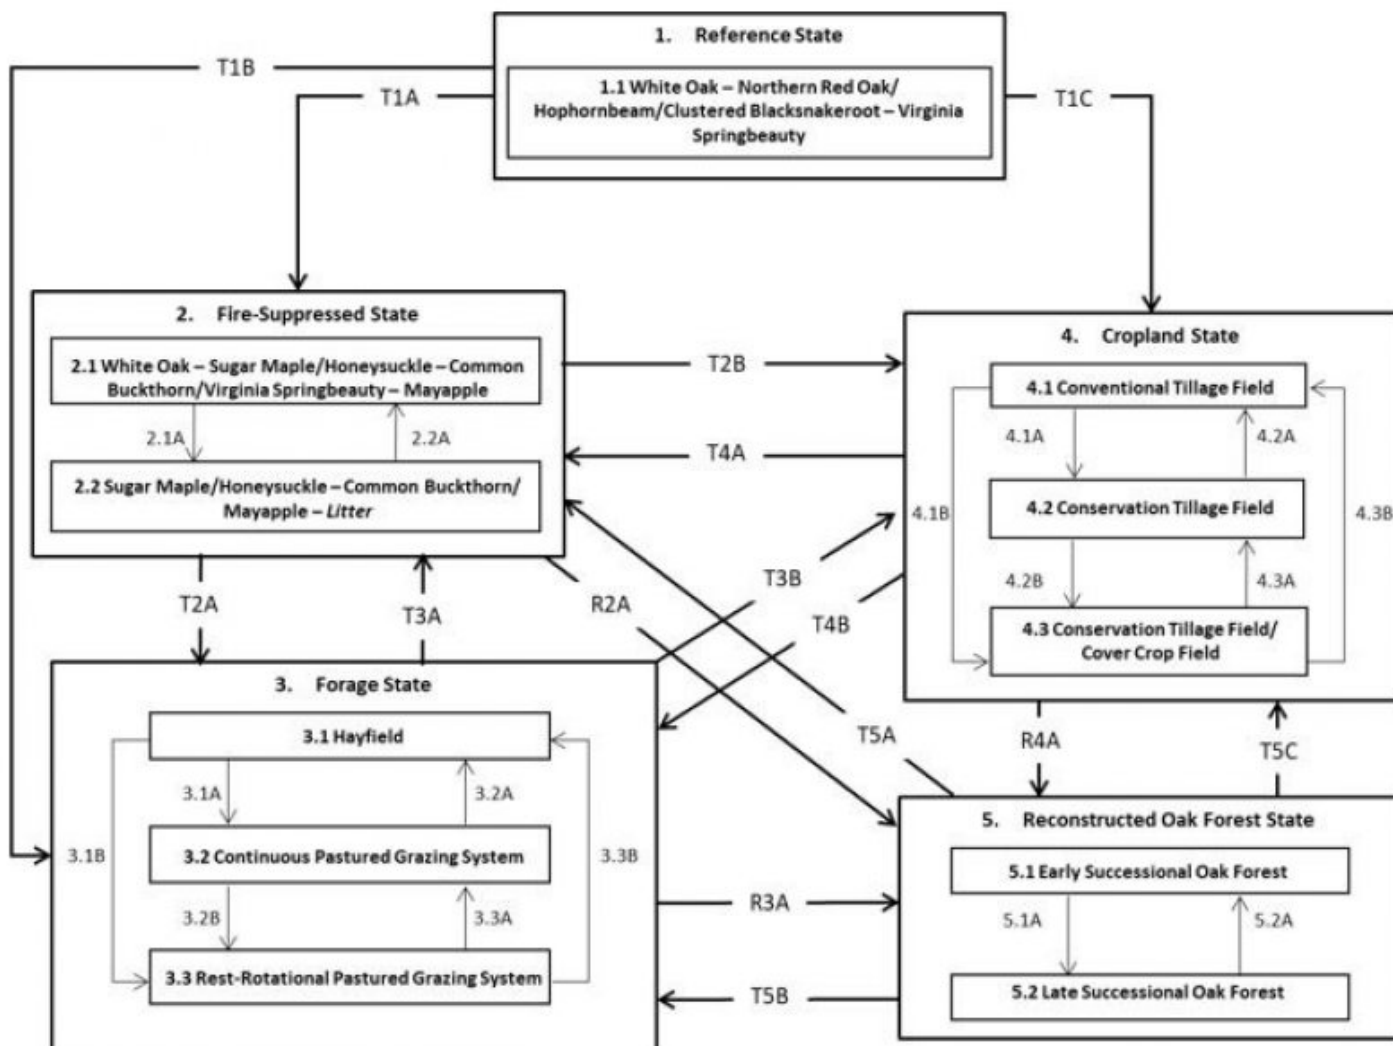 1. Reference State
T1B
1.1 White Oak – Northern Red Oak/
Hophornbeam/Clustered Blacksnakeroot – Virginia
Springbeauty
T1A
T1C
2. Fire-Suppressed State
2.1 White Oak – Sugar Maple/Honeysuckle – Common
Buckthorn/Virginia Springbeauty – Mayapple
2.1A
2.2A
2.2 Sugar Maple/Honeysuckle – Common Buckthorn/
Mayapple – Litter
T2B
T4A
4. Cropland State
4.1 Conventional Tillage Field
4.1A
4.2A
4.2 Conservation Tillage Field
4.1B
4.3B
4.2B
4.3A
4.3 Conservation Tillage Field/
Cover Crop Field
T2A
T3A
R2A
T3B
T4B
T5A
R4A
T5C
3. Forage State
3.1 Hayfield
3.1A
3.2A
3.2 Continuous Pastured Grazing System
3.1B
3.3B
3.2B
3.3A
3.3 Rest-Rotational Pastured Grazing System
R3A
T5B
5. Reconstructed Oak Forest State
5.1 Early Successional Oak Forest
5.1A
5.2A
5.2 Late Successional Oak Forest